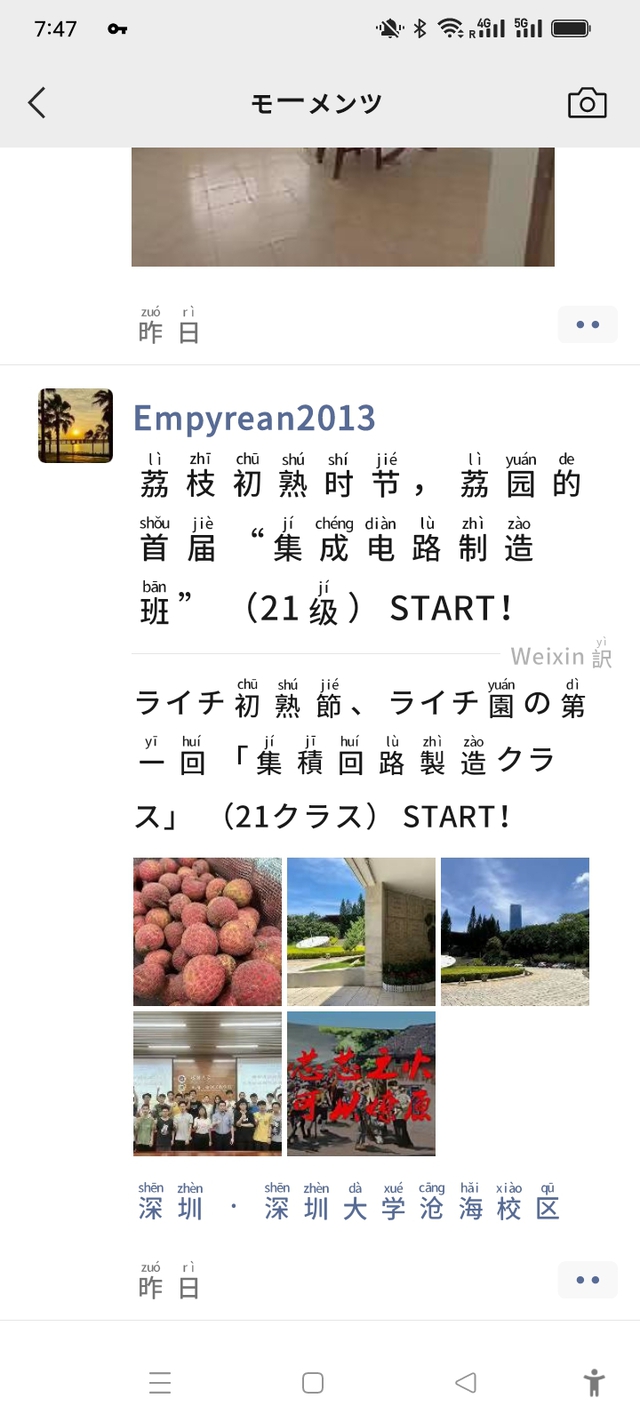 7:47
4G 5G
R
モーメンツ
zuó rì
昨日
Empyrean2013
lì zhī chū shú shí jié lì yuán de
荔枝初熟时节，荔园的
shǒu jiè jí chéng diàn lù zhì zào
首届“集成电路制造
bān jí
班”（21级）START！
yì
Weixin 訳
chū shú jié yuán dì
ライチ初熟節、ライチ園の第
yī huí jí jī huí lù zhì zào
一回「集積回路製造クラ
ス」（21クラス）START！
芯芯之火
可以燎原
shēn zhèn shēn zhèn dà xué cāng hǎi xiào qū
深圳 · 深圳大学沧海校区
zuó rì
昨日